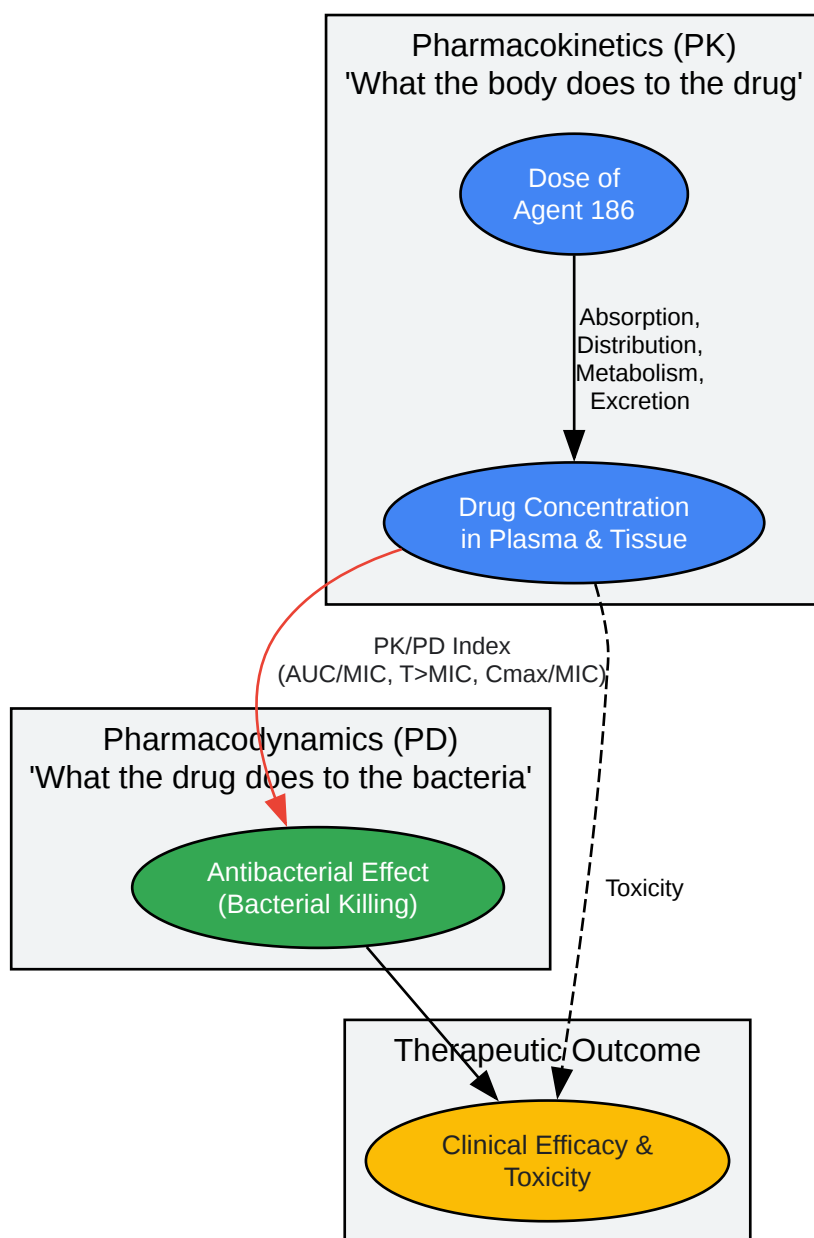 Pharmacokinetics (PK)
'What the body does to the drug'
Dose of
Agent 186
Absorption,
Distribution,
Metabolism,
Excretion
Drug Concentration
in Plasma & Tissue
PK/PD Index
(AUC/MIC, T>MIC, Cmax/MIC)
Pharmacodynamics (PD)
'What the drug does to the bacteria'
Antibacterial Effect
(Bacterial Killing)
Toxicity
Therapeutic Outcome
Clinical Efficacy &
Toxicity